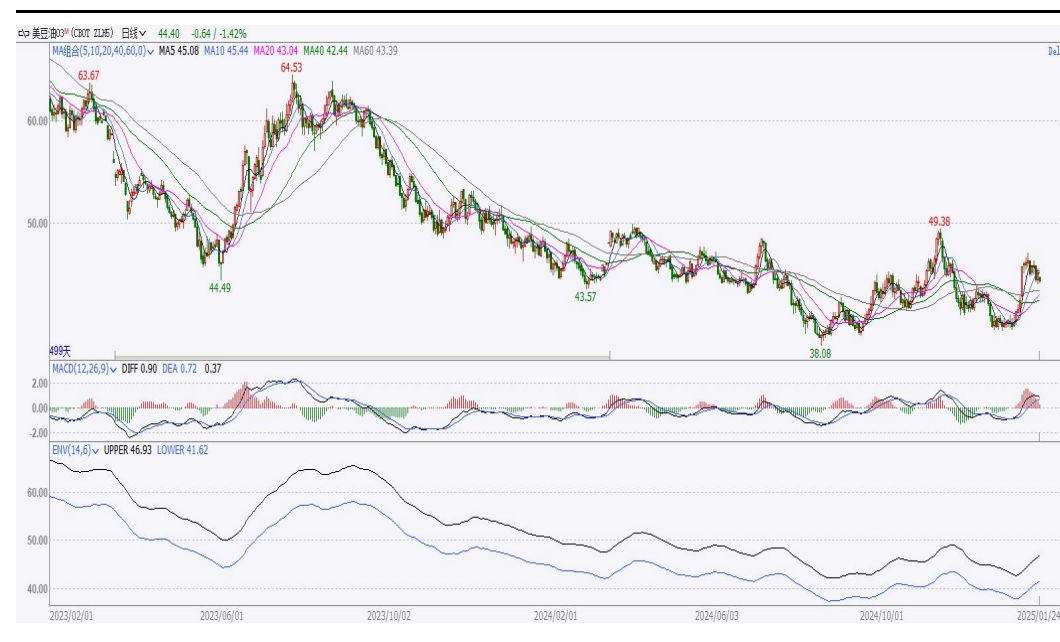 美豆油03M (CBOT ZLH5) 日线 44.40 -0.64 / -1.42%
MA组合(5,10,20,40,60,0) MA5 45.08 MA10 45.44 MA20 43.04 MA40 42.44 MA60 43.39
Del
63.67
64.53
60.00
50.00
49.38
44.49
43.57
38.08
499天
MACD(12,26,9) DIFF 0.90 DEA 0.72 0.37
2.00
0.00
-2.00
ENV(14,6) UPPER 46.93 LOWER 41.62
60.00
50.00
40.00
2023/02/01 2023/06/01 2023/10/02 2024/02/01 2024/06/03 2024/10/01 2025/01/24